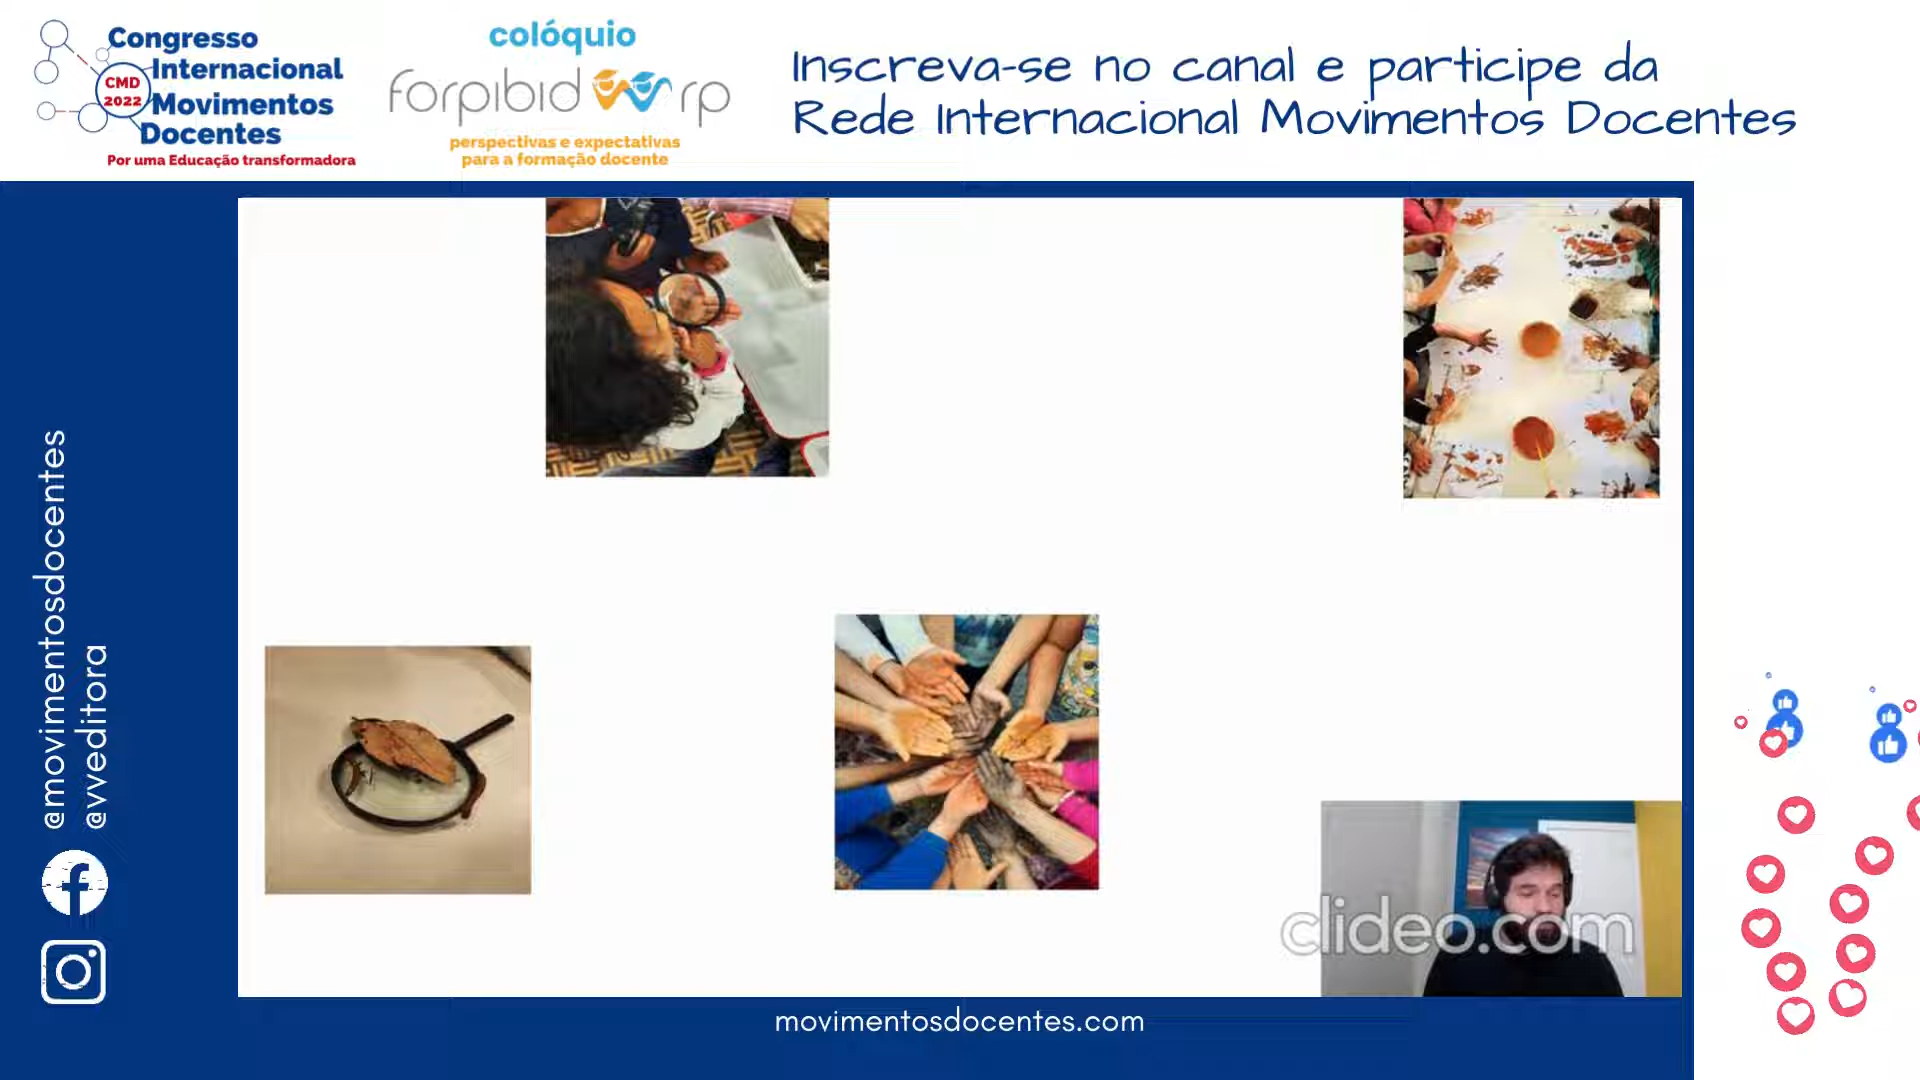 Congresso
Internacional
CMD
2022
Movimentos
Docentes
Por uma Educação transformadora
colóquio
forpibid rp
perspectivas e expectativas
para a formação docente
Inscreva-se no canal e participe da
Rede Internacional Movimentos Docentes
@movimentosdocentes
@vveditora
clideo.com
movimentosdocentes.com